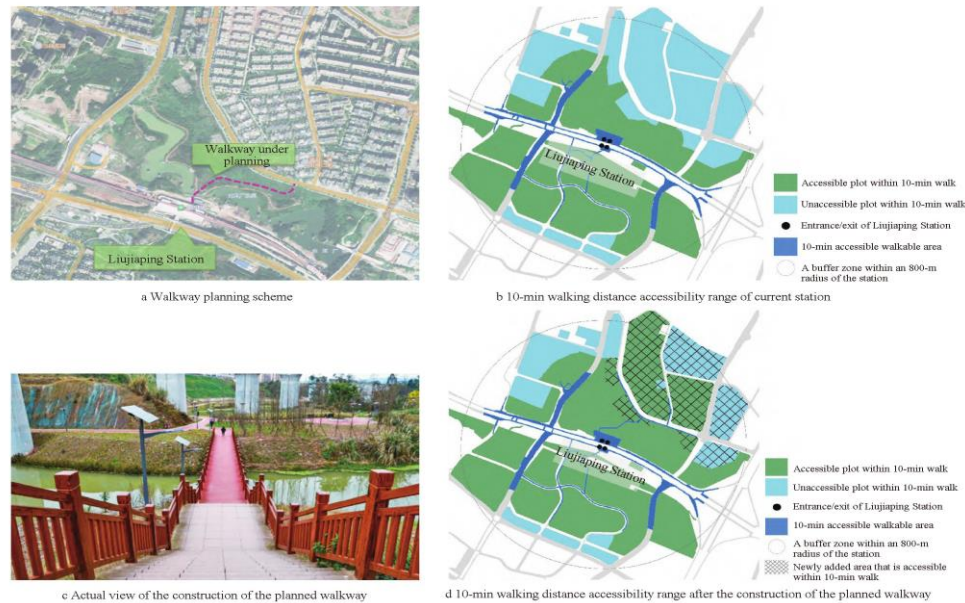 Walkway under
planning
Liujiaping Station
a Walkway planning scheme
Liujiaping Station
Accessible plot within 10-min walk
Unaccessible plot within 10-min walk
Entrance/exit of Liujiaping Station
10-min accessible walkable area
A buffer zone within an 800-m
radius of the station
b 10-min walking distance accessibility range of current station
c Actual view of the construction of the planned walkway
Liujiaping Station
Accessible plot within 10-min walk
Unaccessible plot within 10-min walk
Entrance/exit of Liujiaping Station
10-min accessible walkable area
A buffer zone within an 800-m
radius of the station
Newly added area that is accessible
within 10-min walk
d 10-min walking distance accessibility range after the construction of the planned walkway